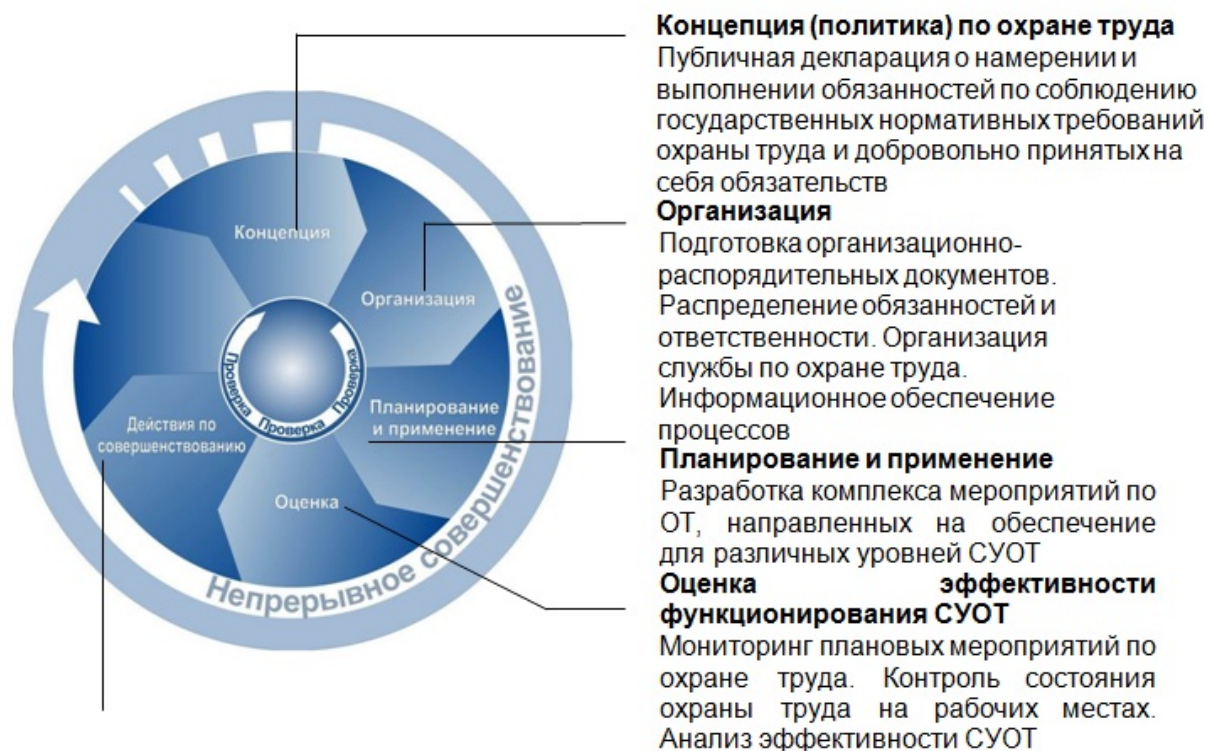 Концепция (политика) по охране труда
Публичная декларация о намерении и
выполнении обязанностей по соблюдению
государственных нормативных требований
охраны труда и добровольно принятых на
себя обязательств
Организация
Подготовка организационно-
распорядительных документов.
Распределение обязанностей и
ответственности. Организация
службы по охране труда.
Информационное обеспечение
процессов
Планирование и применение
Разработка комплекса мероприятий по
ОТ, направленных на обеспечение
для различных уровней СУОТ
Оценка эффективности
функционирования СУОТ
Мониторинг плановых мероприятий по
охране труда. Контроль состояния
охраны труда на рабочих местах.
Анализ эффективности СУОТ
Концепция
Организация
Планирование
и применение
Оценка
Действия по
совершенствованию
Проверка Проверка Проверка
Непрерывное совершенствование